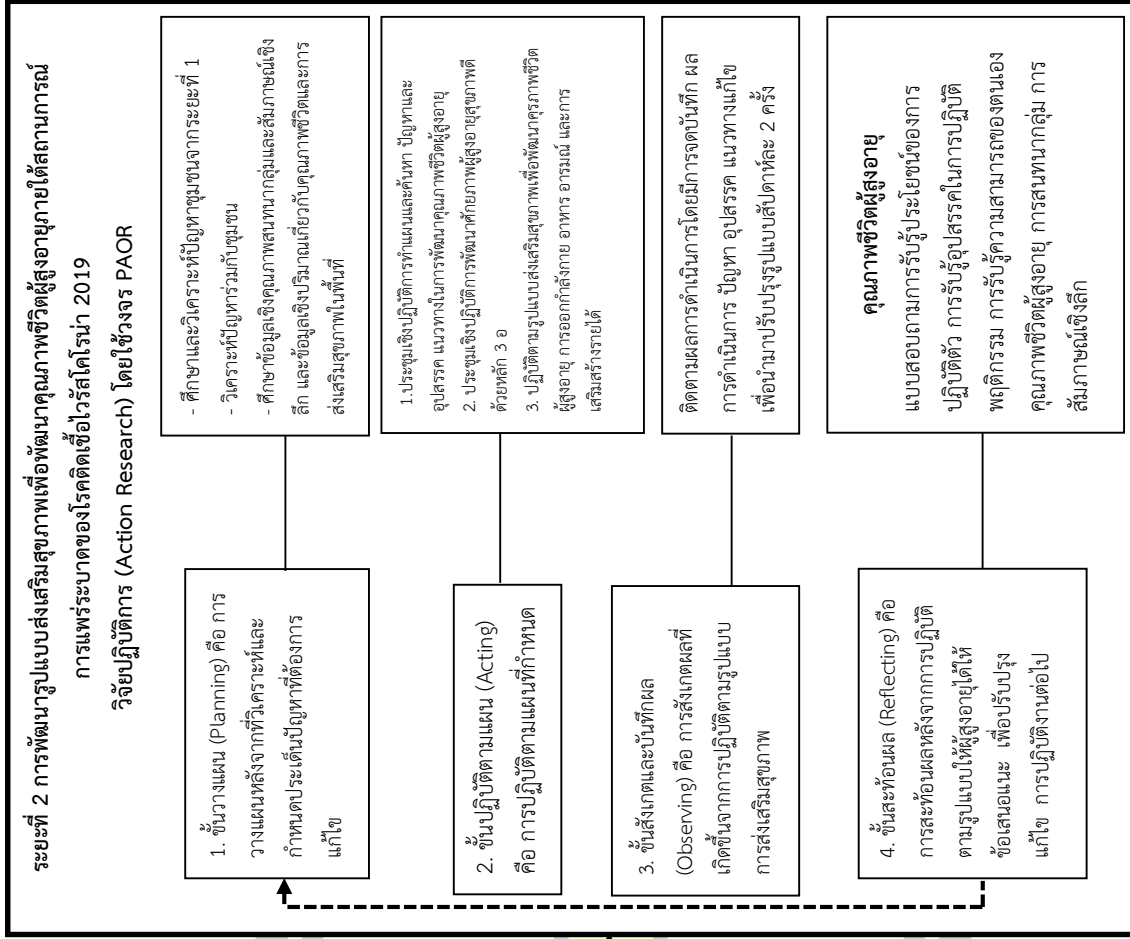 ระยะที่ 2 การพัฒนารูปแบบส่งเสริมสุขภาพเพื่อพัฒนาคุณภาพชีวิตผู้สูงอายุภายใต้สถานการณ์
การแพร่ระบาดของโรคติดเชื้อไวรัสโคโรน่า 2019
วิจัยปฏิบัติการ (Action Research) โดยใช้วงจร PAOR
1. ขั้นวางแผน (Planning) คือ การ
วางแผนหลังจากที่วิเคราะห์และ
กำหนดประเด็นปัญหาที่ต้องการ
แก้ไข
- ศึกษาและวิเคราะห์ปัญหาชุมชนจากระยะที่ 1
- วิเคราะห์ปัญหาร่วมกับชุมชน
- ศึกษาข้อมูลเชิงคุณภาพสนทนากลุ่มและสัมภาษณ์เชิง
ลึก และข้อมูลเชิงปริมาณเกี่ยวกับคุณภาพชีวิตและการ
ส่งเสริมสุขภาพในพื้นที่
2. ขั้นปฏิบัติตามแผน (Acting)
คือ การปฏิบัติตามแผนที่กำหนด
1.ประชุมเชิงปฏิบัติการทำแผนและค้นหา ปัญหาและ
อุปสรรค แนวทางในการพัฒนาคุณภาพชีวิตผู้สูงอายุ
2. ประชุมเชิงปฏิบัติการพัฒนาศักยภาพผู้สูงอายุสุขภาพดี
ด้วยหลัก 3 อ
3. ปฏิบัติตามรูปแบบส่งเสริมสุขภาพเพื่อพัฒนาคุรภาพชีวิต
ผู้สูงอายุ การออกกำลังกาย อาหาร อารมณ์ และการ
เสริมสร้างรายได้
3. ขั้นสังเกตและบันทึกผล
(Observing) คือ การสังเกตผลที่
เกิดขึ้นจากการปฏิบัติตามรูปแบบ
การส่งเสริมสุขภาพ
ติดตามผลการดำเนินการโดยมีการจดบันทึก ผล
การดำเนินการ ปัญหา อุปสรรค แนวทางแก้ไข
เพื่อนำมาปรับปรุงรูปแบบสัปดาห์ละ 2 ครั้ง
4. ขั้นสะท้อนผล (Reflecting) คือ
การสะท้อนผลหลังจากการปฏิบัติ
ตามรูปแบบให้ผู้สูงอายุได้ให้
ข้อเสนอแนะ เพื่อปรับปรุง
แก้ไข การปฏิบัติงานต่อไป
คุณภาพชีวิตผู้สูงอายุ
แบบสอบถามการรับรู้ประโยชน์ของการ
ปฏิบัติตัว การรับรู้อุปสรรคในการปฏิบัติ
พฤติกรรม การรับรู้ความสามารถของตนเอง
คุณภาพชีวิตผู้สูงอายุ การสนทนากลุ่ม การ
สัมภาษณ์เชิงลึก